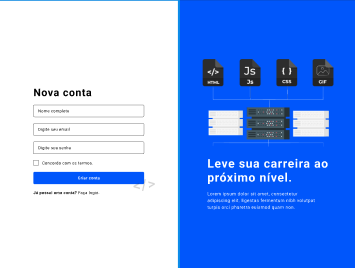 Nova conta
Nome completo
Digite seu email
Digite sua senha
Concordo com os termos.
Criar conta
Já possui uma conta? Faça login.
</>
</>
HTML
Js
Js
{ }
CSS
GIF
Leve sua carreira ao
próximo nível.
Lorem ipsum dolor sit amet, consectetur
adipiscing elit. Egestas fermentum nibh volutpat
turpis orci pharetra euismod quam non.